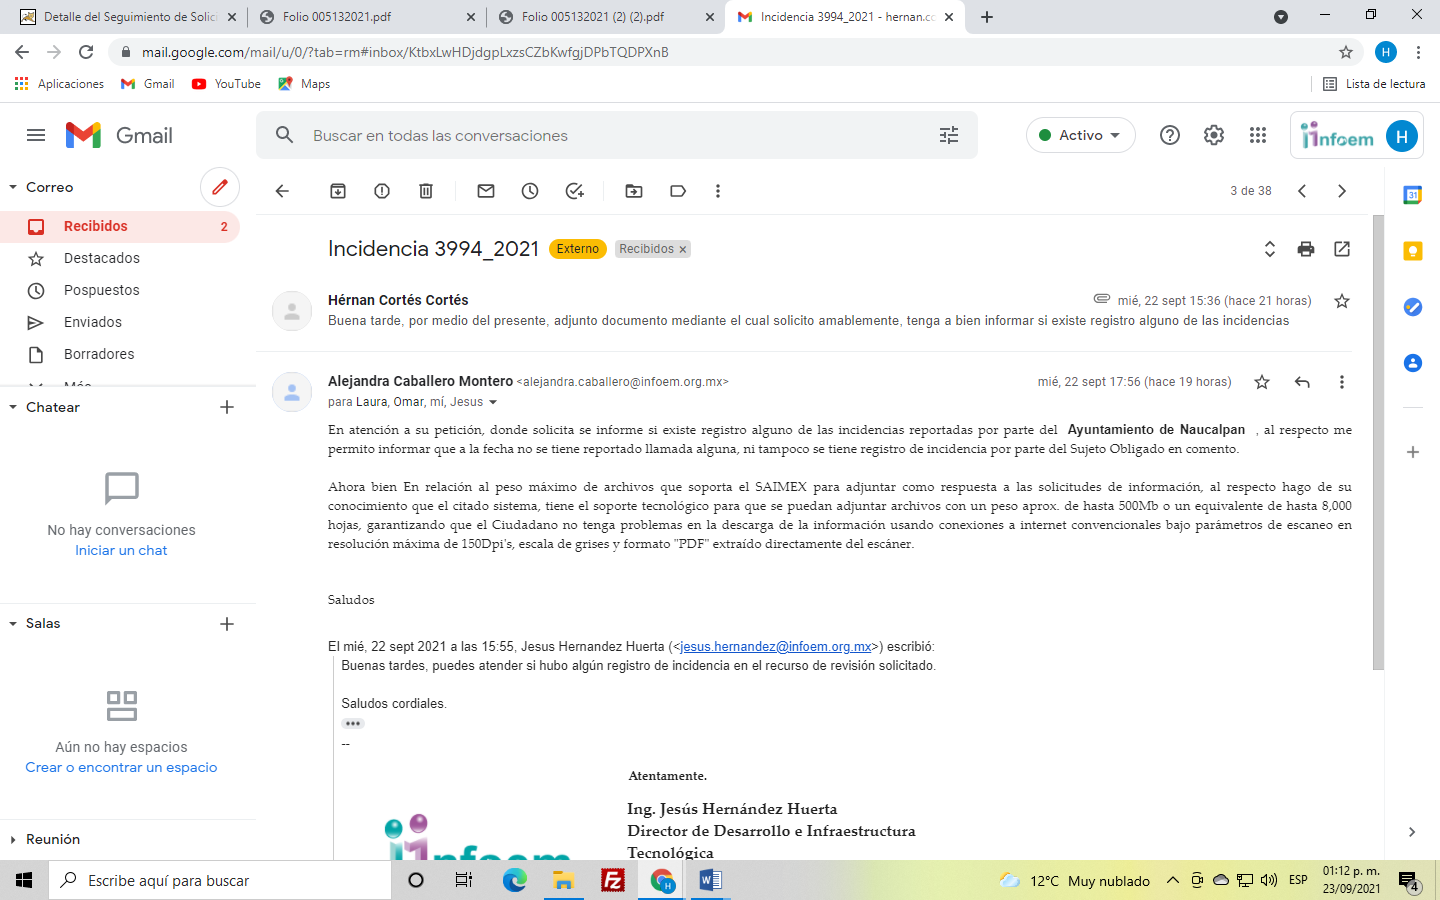 Detalle del Seguimiento de Solici
Folio 005132021.pdf
Folio 005132021 (2) (2).pdf
Incidencia 3994_2021 - hernan.co
mail.google.com/mail/u/0/?tab=rm#inbox/KtbxLwHDjdgpLxzsCZbKwfgjDPbTQDPXnB
H
Aplicaciones
Gmail
YouTube
Maps
Lista de lectura
Gmail
Buscar en todas las conversaciones
Activo
infoem
H
Correo
3 de 38
31
Recibidos 2
Destacados
Pospuestos
Enviados
Borradores
Más
Incidencia 3994_2021 Externo Recibidos ×
Hérnan Cortés Cortés
mié, 22 sept 15:36 (hace 21 horas)
Buena tarde, por medio del presente, adjunto documento mediante el cual solicito amablemente, tenga a bien informar si existe registro alguno de las incidencias
Alejandra Caballero Montero <alejandra.caballero@infoem.org.mx>
mié, 22 sept 17:56 (hace 19 horas)
para Laura, Omar, mí, Jesus
En atención a su petición, donde solicita se informe si existe registro alguno de las incidencias reportadas por parte del Ayuntamiento de Naucalpan , al respecto me
permito informar que a la fecha no se tiene reportado llamada alguna, ni tampoco se tiene registro de incidencia por parte del Sujeto Obligado en comento.
Ahora bien En relación al peso máximo de archivos que soporta el SAIMEX para adjuntar como respuesta a las solicitudes de información, al respecto hago de su
conocimiento que el citado sistema, tiene el soporte tecnológico para que se puedan adjuntar archivos con un peso aprox. de hasta 500Mb o un equivalente de hasta 8,000
hojas, garantizando que el Ciudadano no tenga problemas en la descarga de la información usando conexiones a internet convencionales bajo parámetros de escaneo en
resolución máxima de 150Dpi's, escala de grises y formato "PDF" extraído directamente del escáner.
Saludos
El mié, 22 sept 2021 a las 15:55, Jesus Hernandez Huerta (<jesus.hernandez@infoem.org.mx>) escribió:
Buenas tardes, puedes atender si hubo algún registro de incidencia en el recurso de revisión solicitado.
Saludos cordiales.
--
Atentamente.
infoem
Ing. Jesús Hernández Huerta
Director de Desarrollo e Infraestructura
Tecnológica
Chatear
No hay conversaciones
Iniciar un chat
Salas
Aún no hay espacios
Crear o encontrar un espacio
Reunión
Escribe aquí para buscar
12°C Muy nublado
ESP
01:12 p. m.
23/09/2021
4